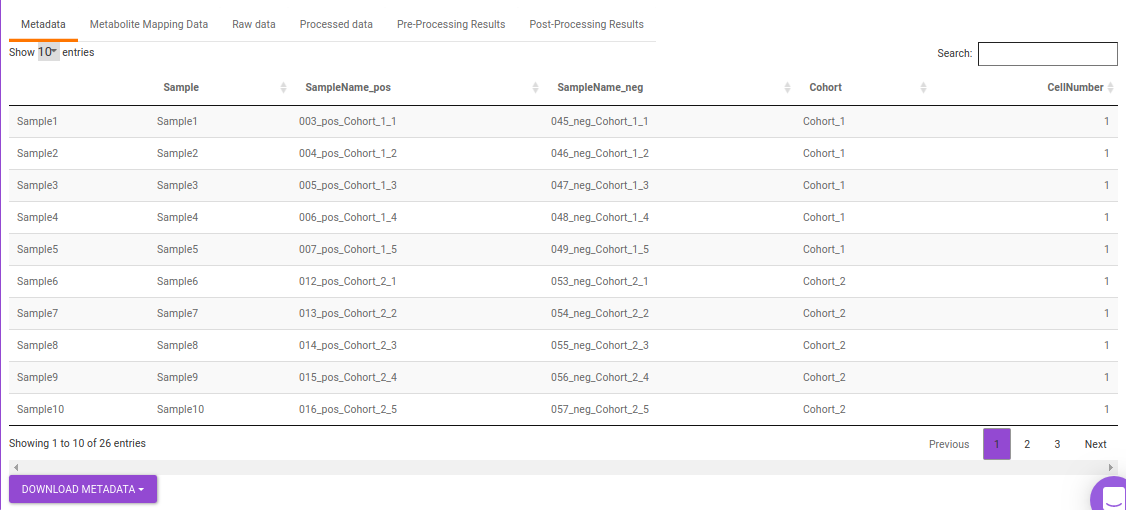 Metadata Metabolite Mapping Data Raw data Processed data Pre-Processing Results Post-Processing Results
Show 10 entries Search:
Sample SampleName_pos SampleName_neg Cohort CellNumber
Sample1 Sample1 003_pos_Cohort_1_1 045_neg_Cohort_1_1 Cohort_1 1
Sample2 Sample2 004_pos_Cohort_1_2 046_neg_Cohort_1_2 Cohort_1 1
Sample3 Sample3 005_pos_Cohort_1_3 047_neg_Cohort_1_3 Cohort_1 1
Sample4 Sample4 006_pos_Cohort_1_4 048_neg_Cohort_1_4 Cohort_1 1
Sample5 Sample5 007_pos_Cohort_1_5 049_neg_Cohort_1_5 Cohort_1 1
Sample6 Sample6 012_pos_Cohort_2_1 053_neg_Cohort_2_1 Cohort_2 1
Sample7 Sample7 013_pos_Cohort_2_2 054_neg_Cohort_2_2 Cohort_2 1
Sample8 Sample8 014_pos_Cohort_2_3 055_neg_Cohort_2_3 Cohort_2 1
Sample9 Sample9 015_pos_Cohort_2_4 056_neg_Cohort_2_4 Cohort_2 1
Sample10 Sample10 016_pos_Cohort_2_5 057_neg_Cohort_2_5 Cohort_2 1
Showing 1 to 10 of 26 entries Previous 1 2 3 Next
DOWNLOAD METADATA